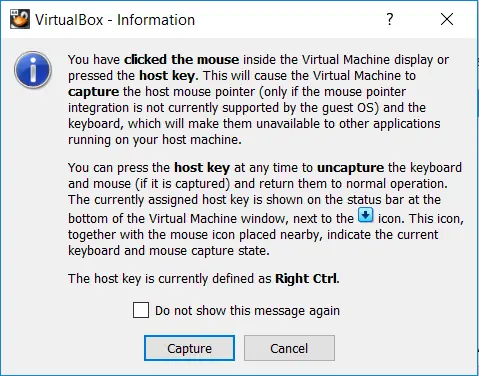 VirtualBox - Information
You have clicked the mouse inside the Virtual Machine display or
pressed the host key. This will cause the Virtual Machine to
capture the host mouse pointer (only if the mouse pointer
integration is not currently supported by the guest OS) and the
keyboard, which will make them unavailable to other applications
running on your host machine.
You can press the host key at any time to uncapture the keyboard
and mouse (if it is captured) and return them to normal operation.
The currently assigned host key is shown on the status bar at the
bottom of the Virtual Machine window, next to the icon. This icon,
together with the mouse icon placed nearby, indicate the current
keyboard and mouse capture state.
The host key is currently defined as Right Ctrl.
Do not show this message again
Capture Cancel